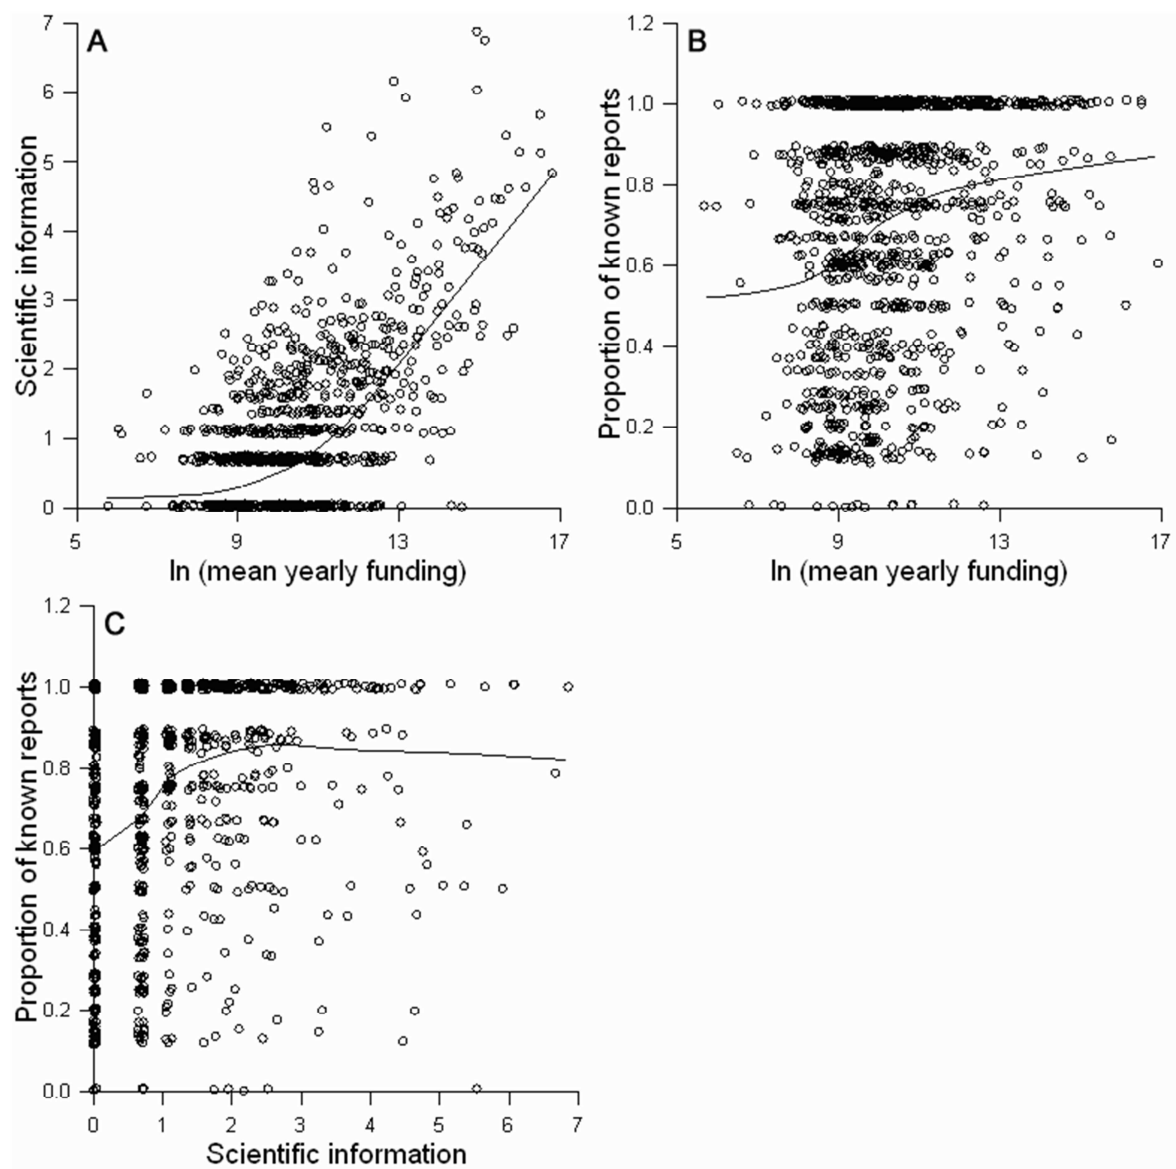 A
Scientific information
7
6
5
4
3
2
1
0
5 9 13 17
ln (mean yearly funding)
B
Proportion of known reports
1.2
1.0
0.8
0.6
0.4
0.2
0.0
5 9 13 17
ln (mean yearly funding)
C
Proportion of known reports
1.2
1.0
0.8
0.6
0.4
0.2
0.0
0 1 2 3 4 5 6 7
Scientific information